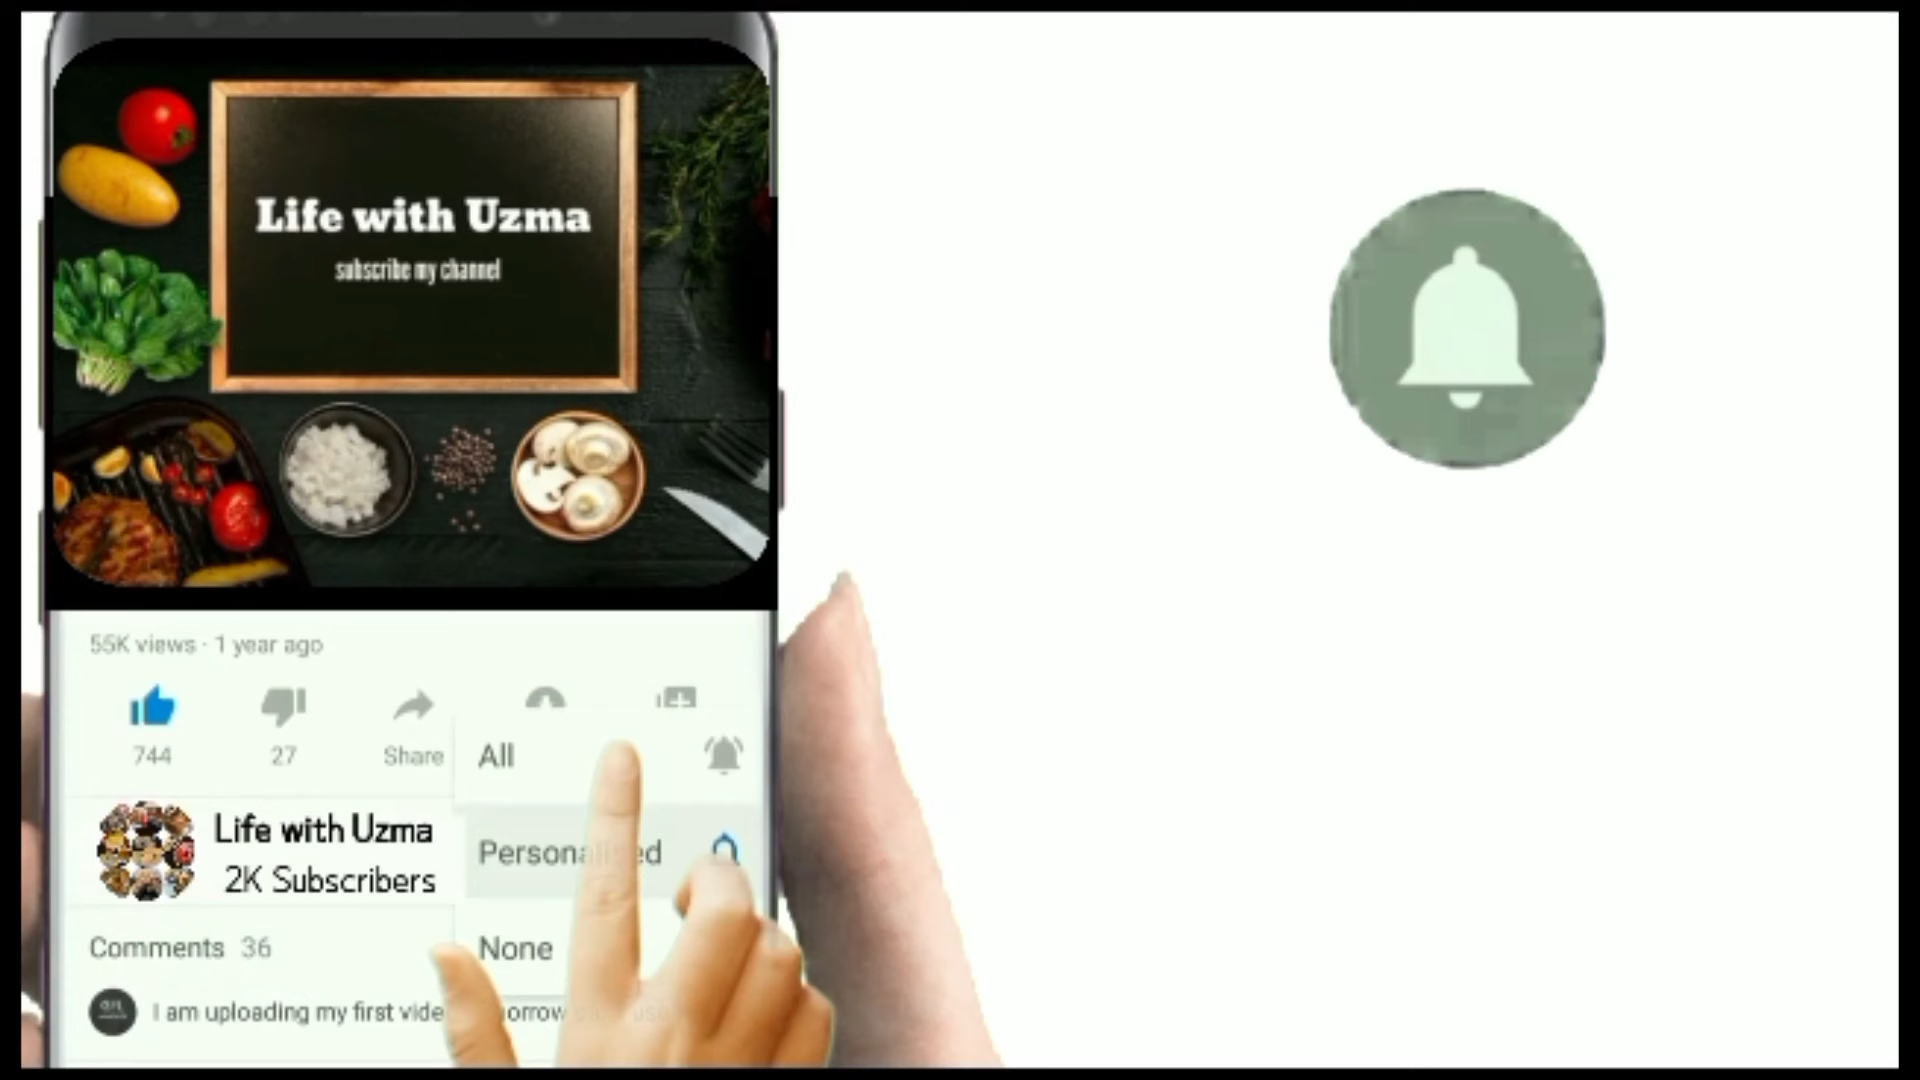 Life with Uzma
subscribe my channel
55K views · 1 year ago
744
27
Share
All
Life with Uzma
2K Subscribers
Personalised
None
Comments 36
I am uploading my first